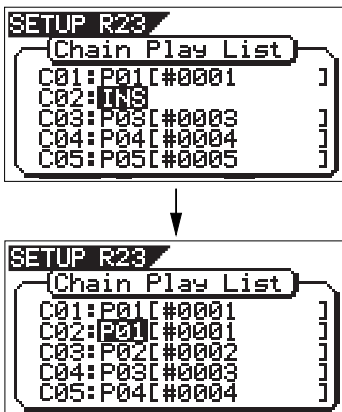 SETUP R23
Chain Play List
C01:P01[#0001 ]
C02:INS
C03:P03[#0003 ]
C04:P04[#0004 ]
C05:P05[#0005 ]
SETUP R23
Chain Play List
C01:P01[#0001 ]
C02:P01[#0001 ]
C03:P02[#0002 ]
C04:P03[#0003 ]
C05:P04[#0004 ]